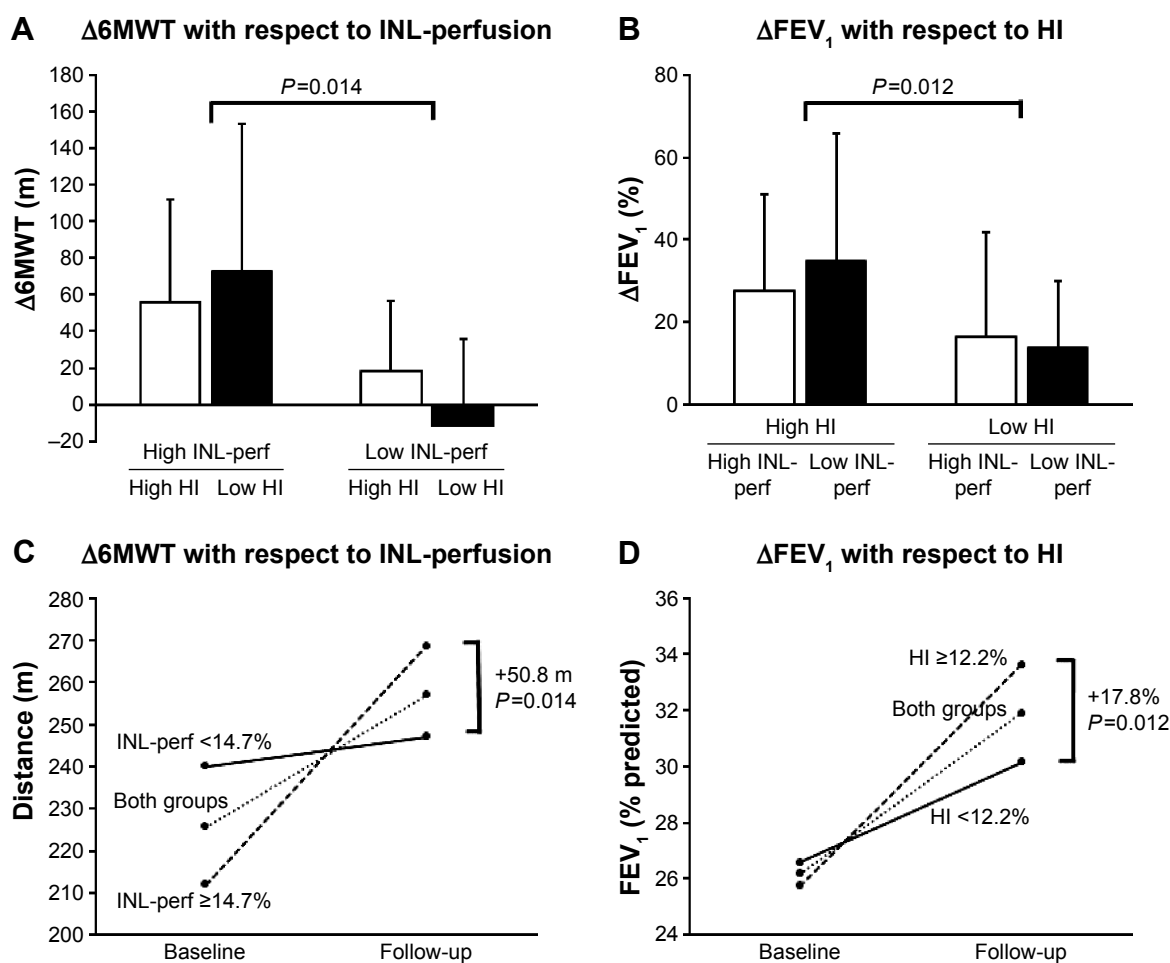 A Δ6MWT with respect to INL-perfusion
180
160
140
120
100
80
60
40
20
0
–20
Δ6MWT (m)
P=0.014
High INL-perf
Low INL-perf
High HI
Low HI
High HI
Low HI
B ΔFEV1 with respect to HI
80
60
40
20
0
ΔFEV1 (%)
P=0.012
High HI
Low HI
High INL-
perf
Low INL-
perf
High INL-
perf
Low INL-
perf
C Δ6MWT with respect to INL-perfusion
280
270
260
250
240
230
220
210
200
Distance (m)
INL-perf <14.7%
Both groups
INL-perf ≥14.7%
+50.8 m
P=0.014
Baseline
Follow-up
D ΔFEV1 with respect to HI
36
34
32
30
28
26
24
FEV1 (% predicted)
HI ≥12.2%
Both groups
HI <12.2%
+17.8%
P=0.012
Baseline
Follow-up